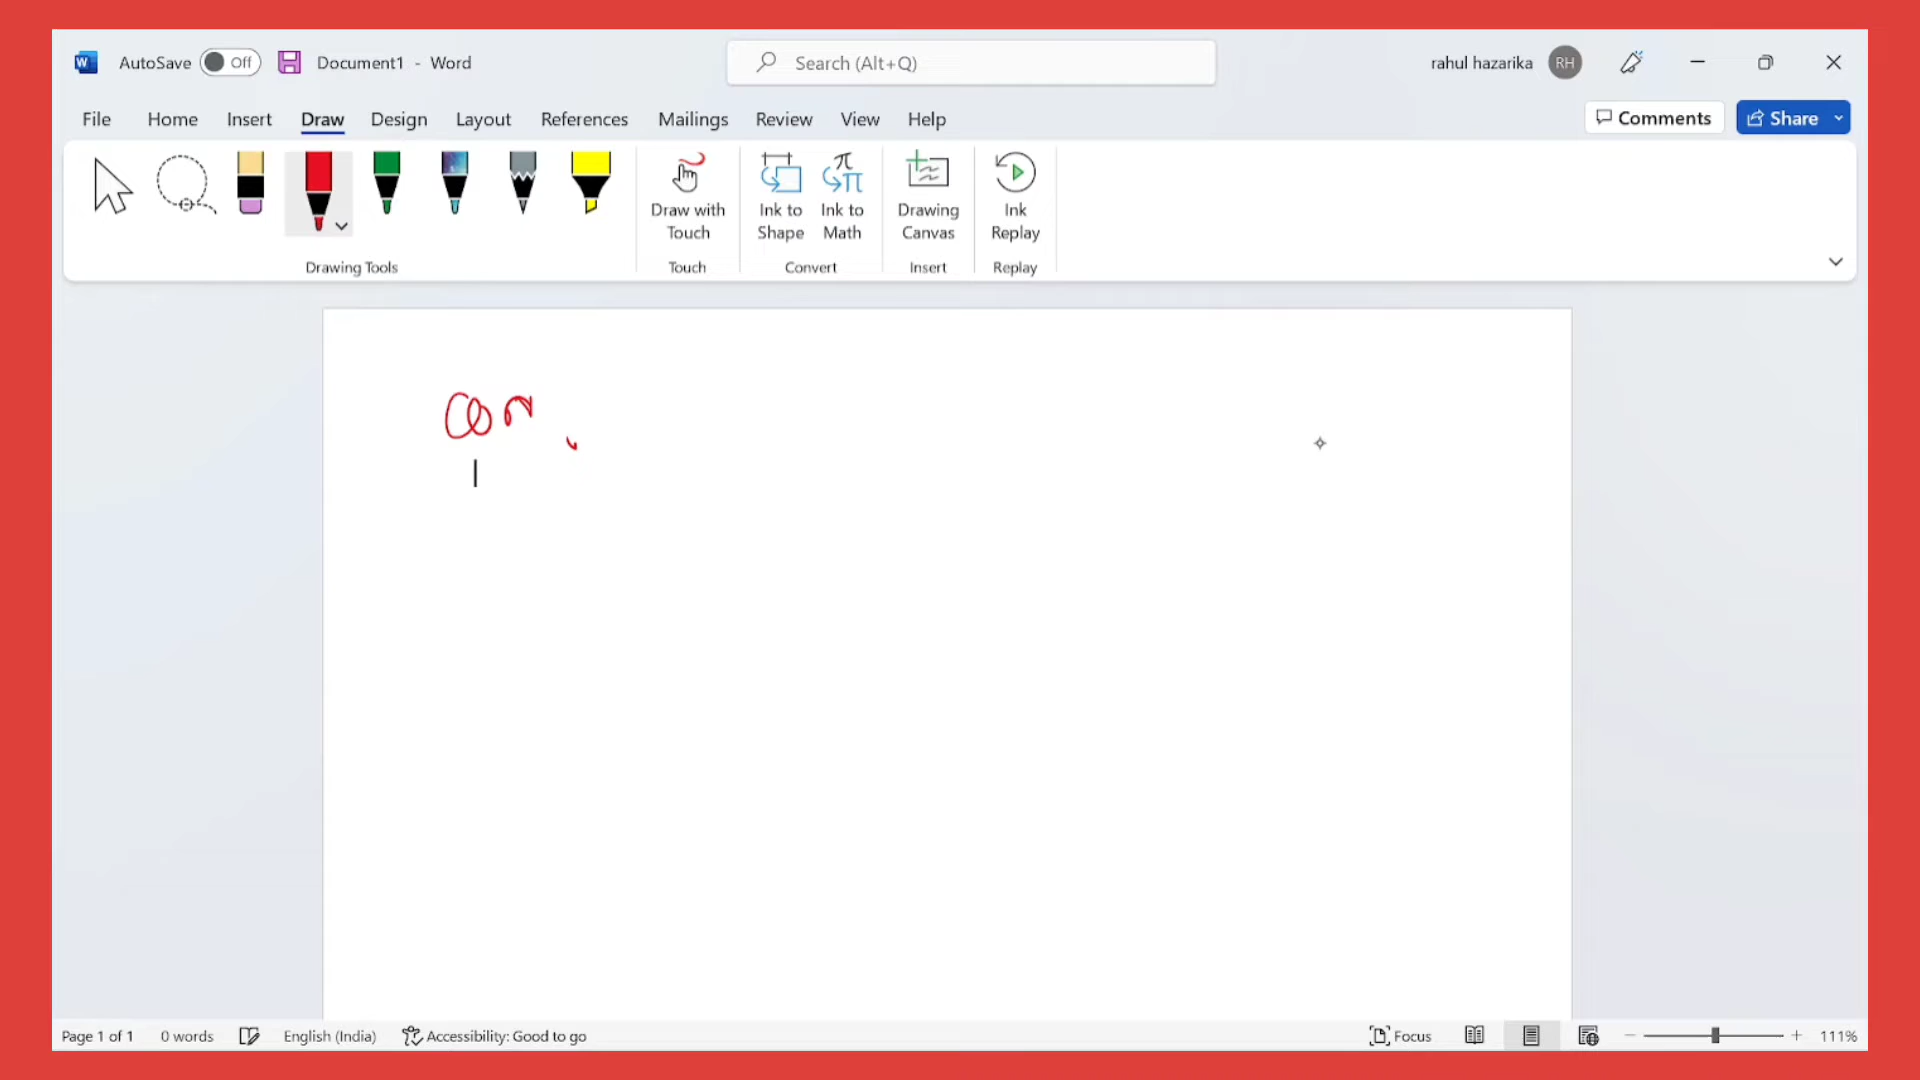 AutoSave Off Document1 - Word Search (Alt+Q) rahul hazarika RH
File Home Insert Draw Design Layout References Mailings Review View Help Comments Share
Draw with Touch
Ink to Shape
Ink to Math
Drawing Canvas
Ink Replay
Drawing Tools Touch Convert Insert Replay
Page 1 of 1 0 words English (India) Accessibility: Good to go Focus 111%